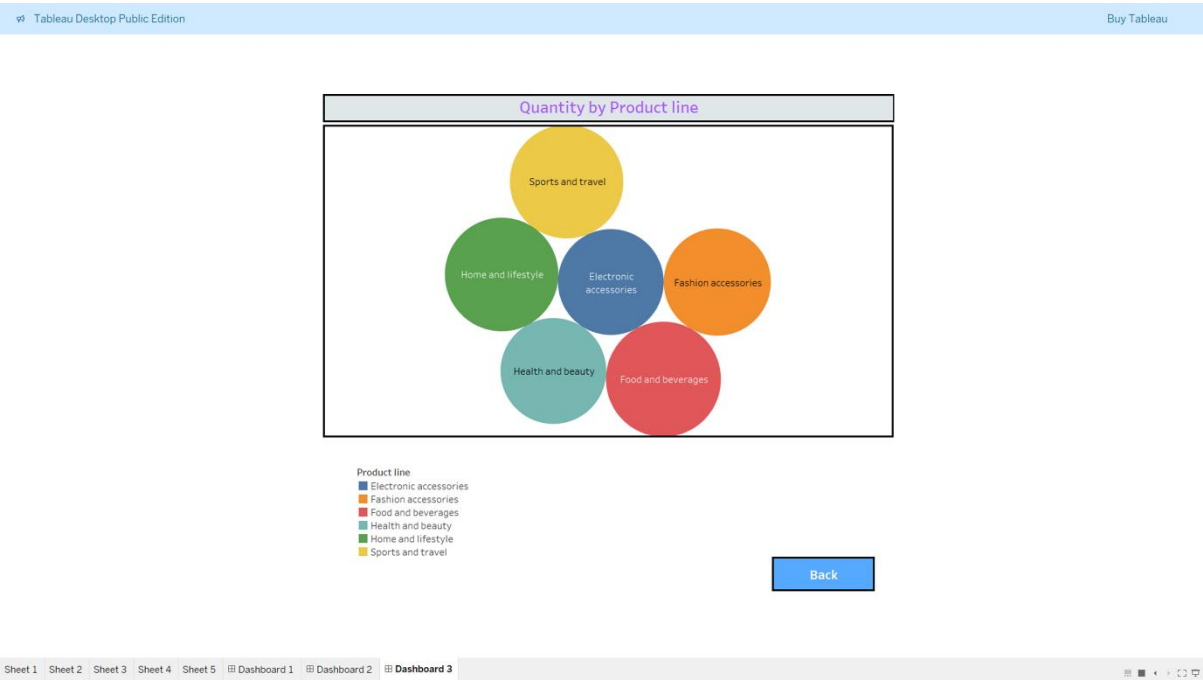 Tableau Desktop Public Edition Buy Tableau
Quantity by Product line
Sports and travel
Home and lifestyle
Electronic
accessories
Fashion accessories
Health and beauty
Food and beverages
Product line
Electronic accessories
Fashion accessories
Food and beverages
Health and beauty
Home and lifestyle
Sports and travel
Back
Sheet 1 Sheet 2 Sheet 3 Sheet 4 Sheet 5 Dashboard 1 Dashboard 2 Dashboard 3